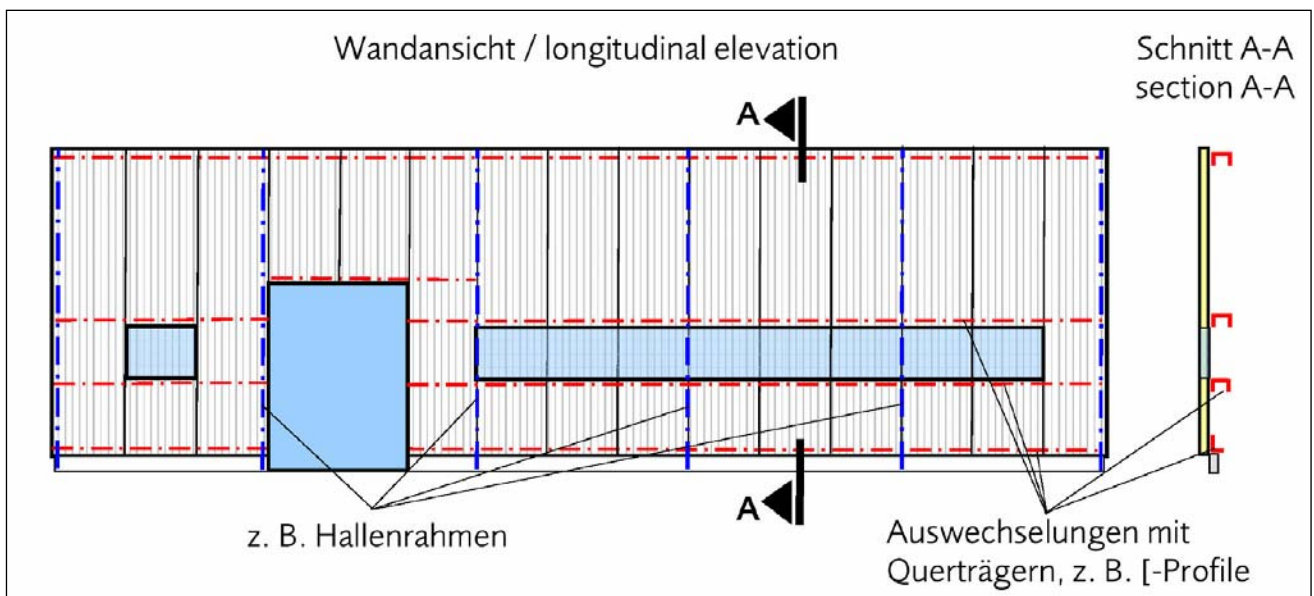 Wandansicht / longitudinal elevation
Schnitt A-A
section A-A
A
A
z. B. Hallenrahmen
Auswechselungen mit
Querträgern, z. B. [-Profile